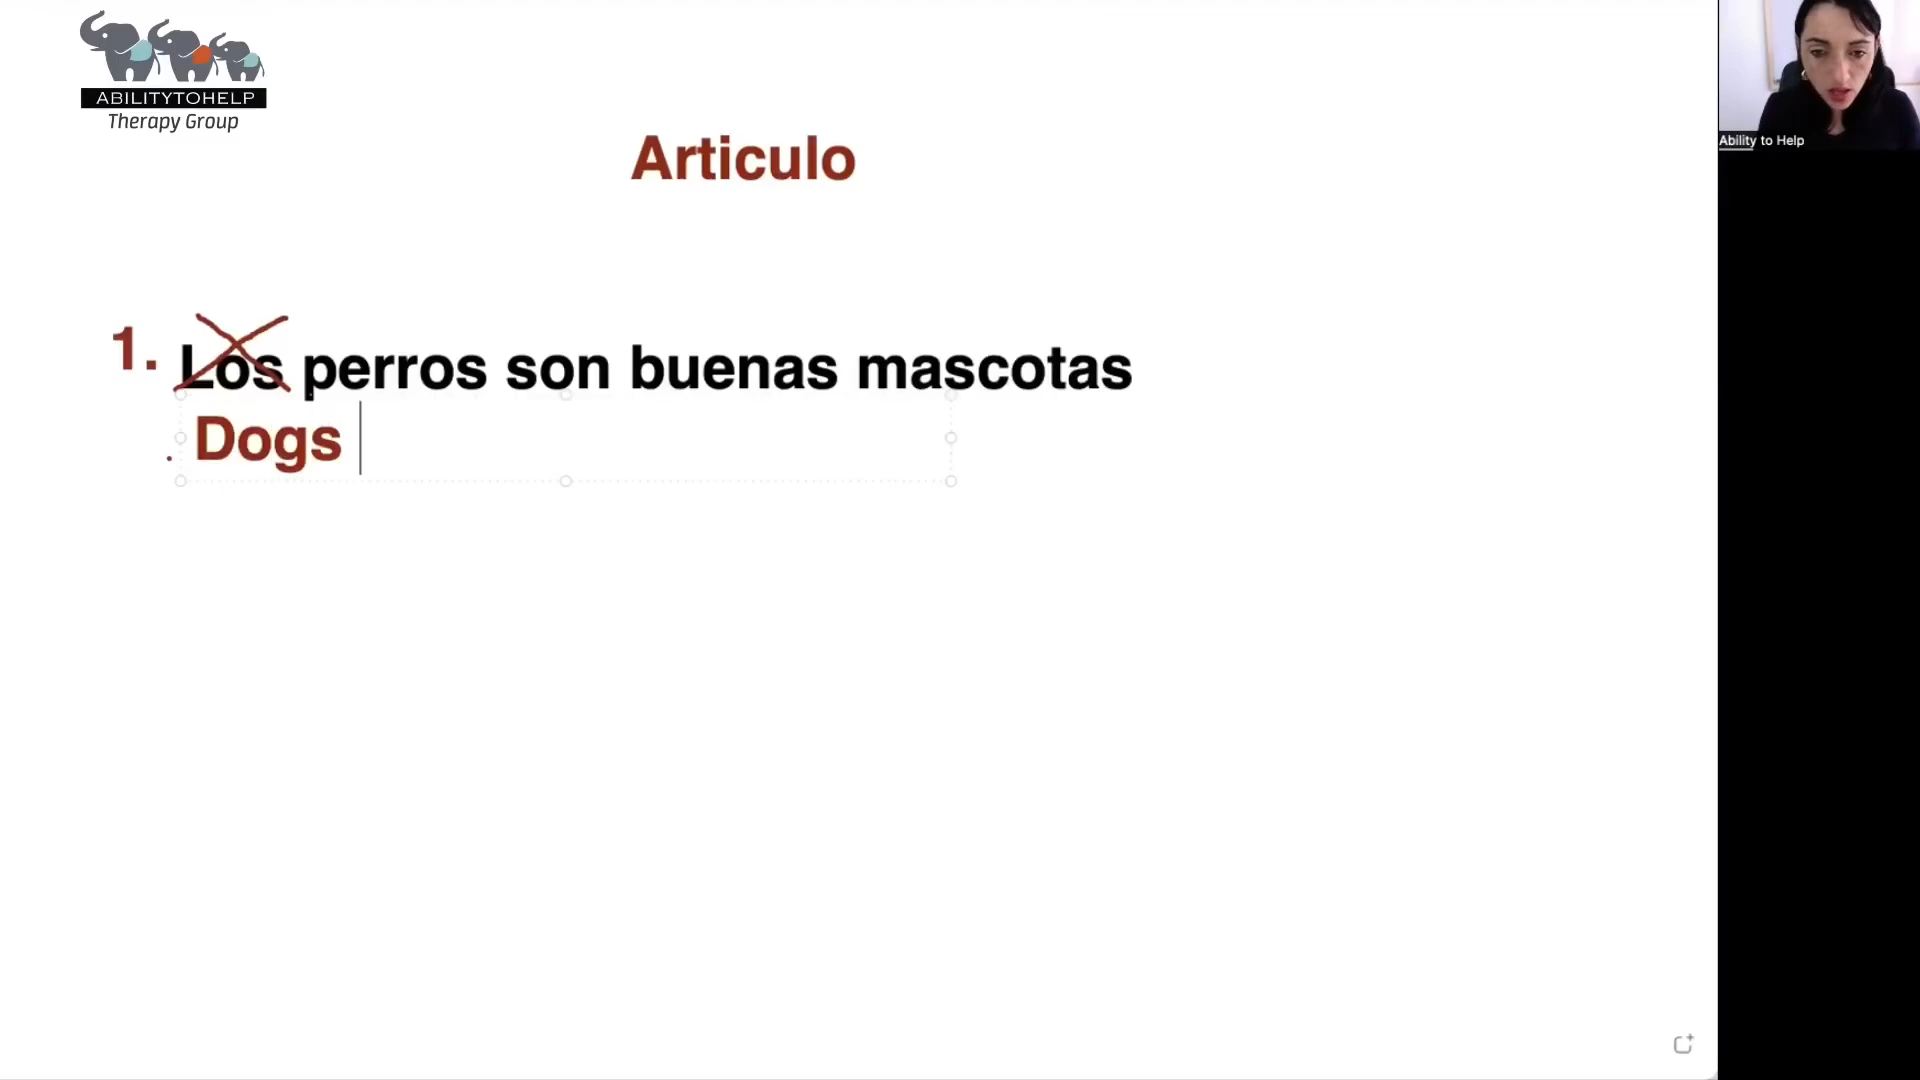 ABILITYTOHELP
Therapy Group
Articulo
1. Los perros son buenas mascotas
Dogs
Ability to Help